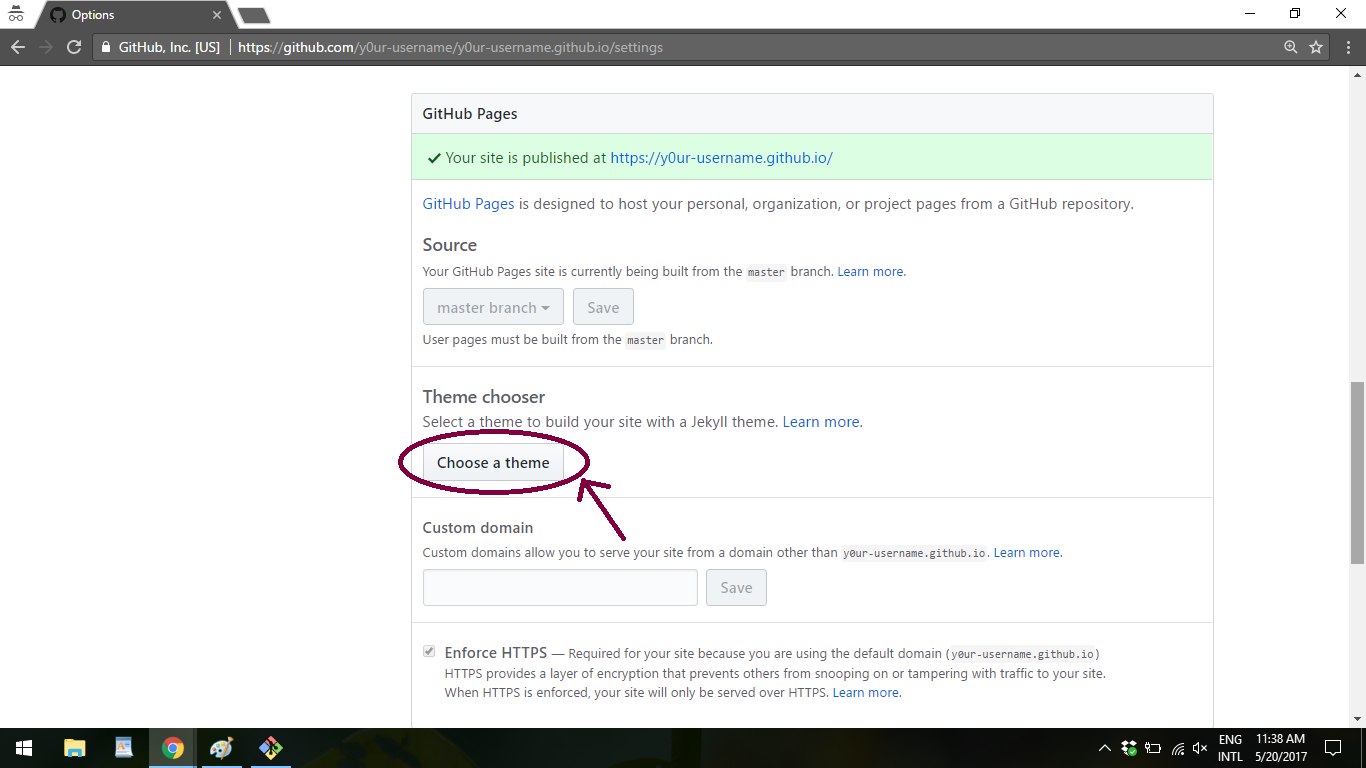 Options
GitHub, Inc. [US] https://github.com/y0ur-username/y0ur-username.github.io/settings
GitHub Pages
Your site is published at https://y0ur-username.github.io/
GitHub Pages is designed to host your personal, organization, or project pages from a GitHub repository.
Source
Your GitHub Pages site is currently being built from the master branch. Learn more.
master branch Save
User pages must be built from the master branch.
Theme chooser
Select a theme to build your site with a Jekyll theme. Learn more.
Choose a theme
Custom domain
Custom domains allow you to serve your site from a domain other than y0ur-username.github.io. Learn more.
Save
Enforce HTTPS — Required for your site because you are using the default domain (y0ur-username.github.io)
HTTPS provides a layer of encryption that prevents others from snooping on or tampering with traffic to your site.
When HTTPS is enforced, your site will only be served over HTTPS. Learn more.
ENG 11:38 AM
INTL 5/20/2017